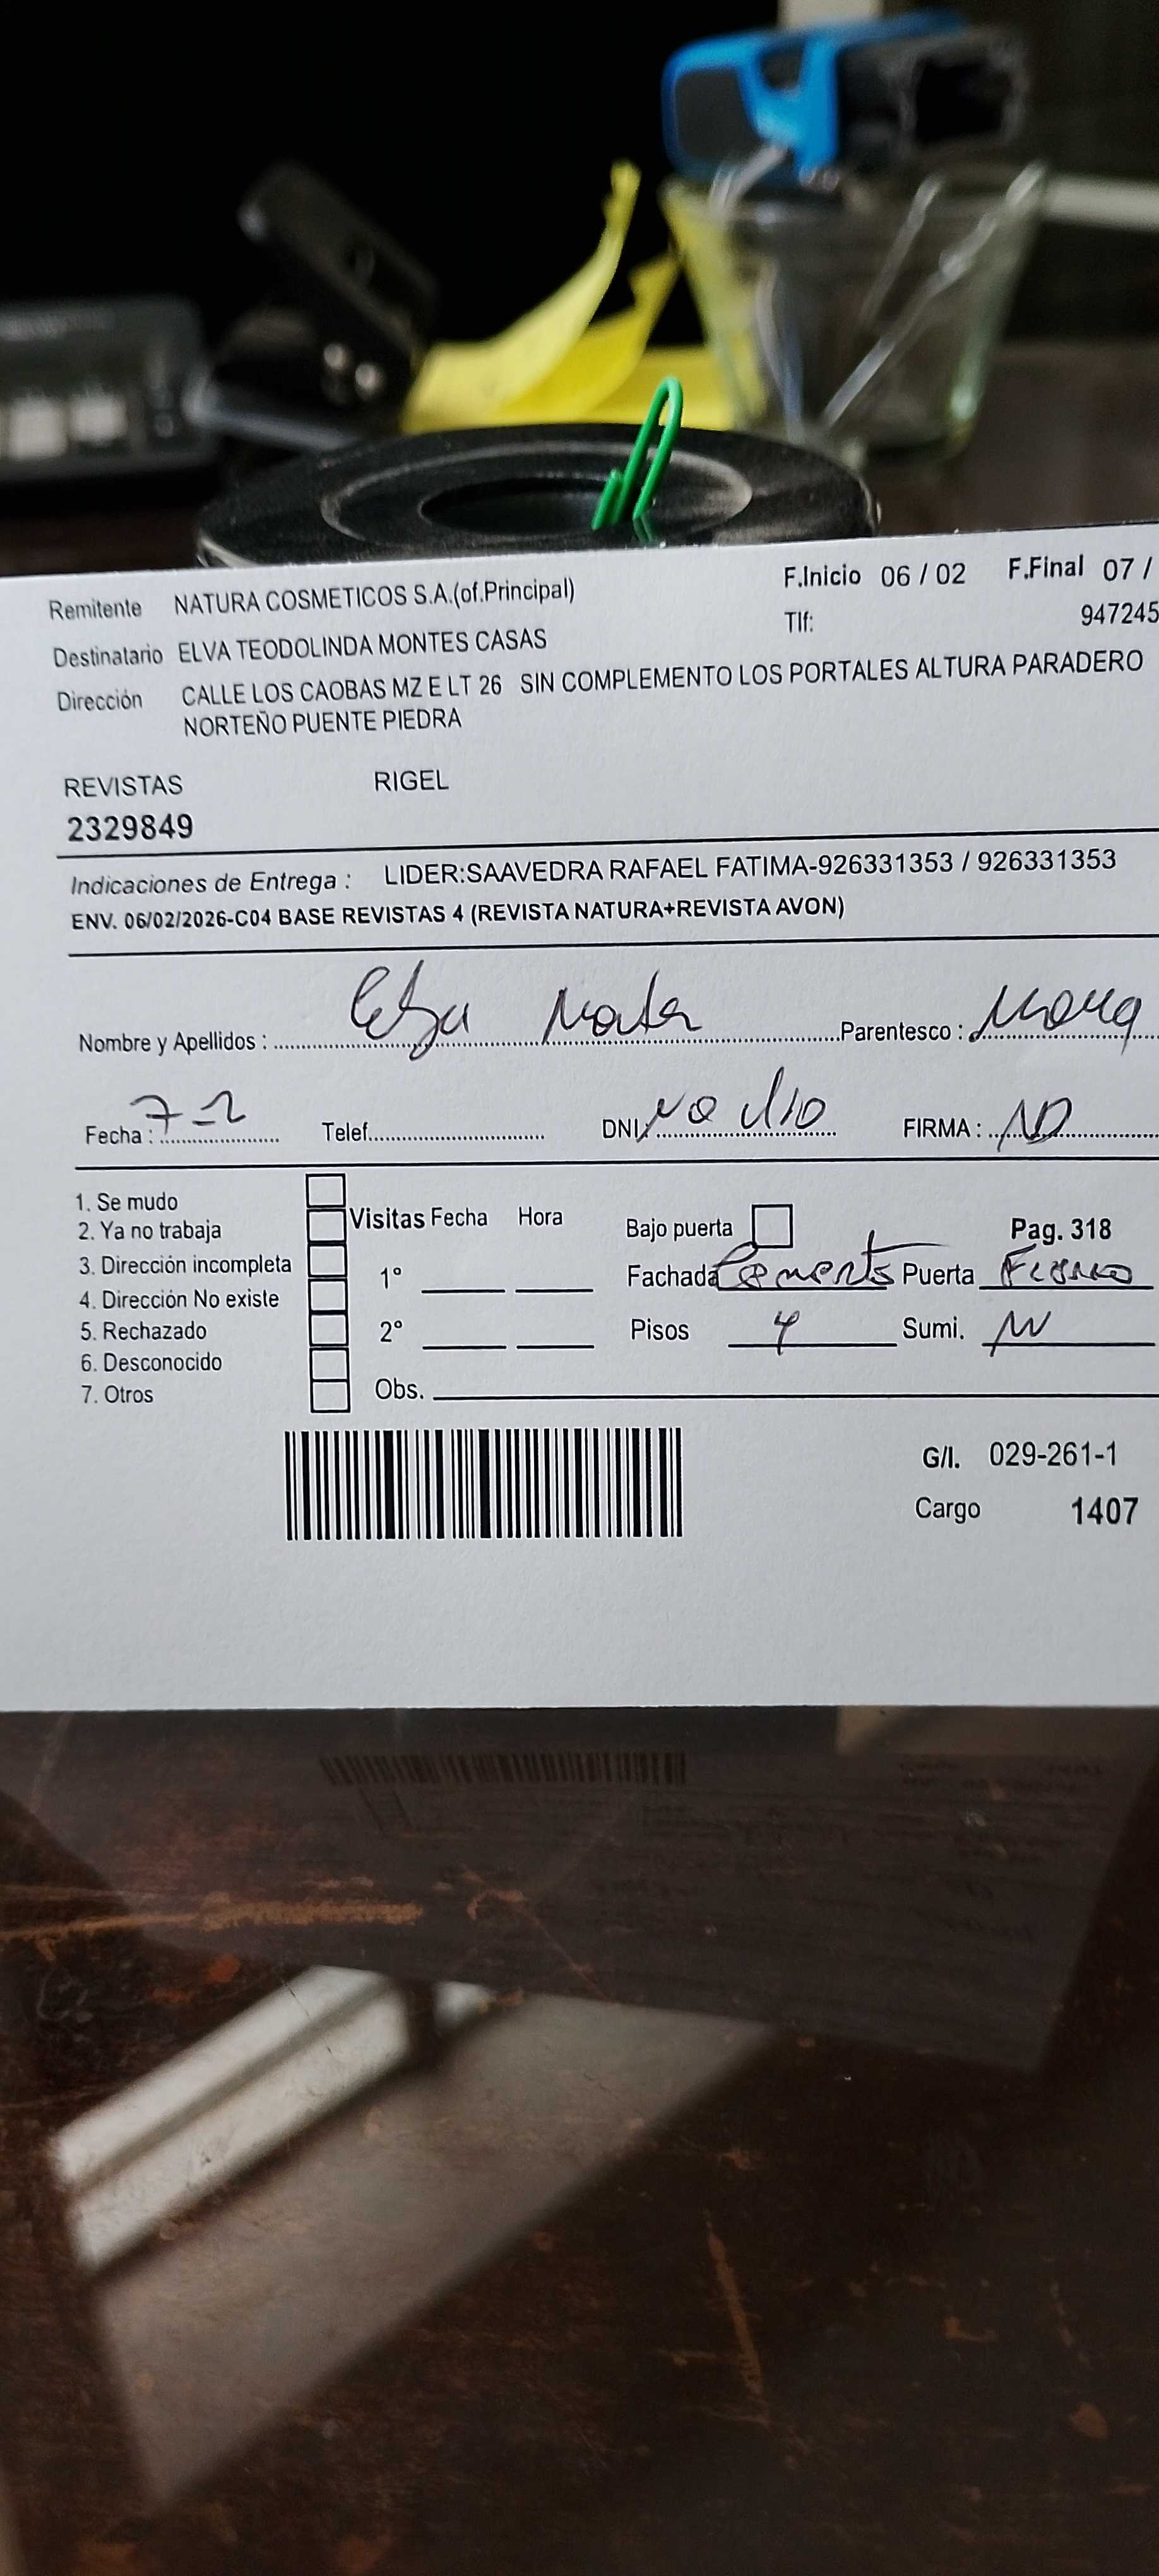 Remitente NATURA COSMETICOS S.A.(of.Principal) F.Inicio 06 / 02 F.Final 07 /
Tlf: 947245
Destinatario ELVA TEODOLINDA MONTES CASAS
Dirección CALLE LOS CAOBAS MZ E LT 26 SIN COMPLEMENTO LOS PORTALES ALTURA PARADERO
NORTEÑO PUENTE PIEDRA
REVISTAS RIGEL
2329849
Indicaciones de Entrega : LIDER:SAAVEDRA RAFAEL FATIMA-926331353 / 926331353
ENV. 06/02/2026-C04 BASE REVISTAS 4 (REVISTA NATURA+REVISTA AVON)
Nombre y Apellidos : Parentesco :
Fecha : 7-2 Telef. DNI: No dio FIRMA :
1. Se mudo
2. Ya no trabaja Visitas Fecha Hora Bajo puerta Pag. 318
3. Dirección incompleta 1° Fachada Cemento Puerta Fierro
4. Dirección No existe
5. Rechazado 2° Pisos 4 Sumi.
6. Desconocido
7. Otros Obs.
G/I. 029-261-1
Cargo 1407